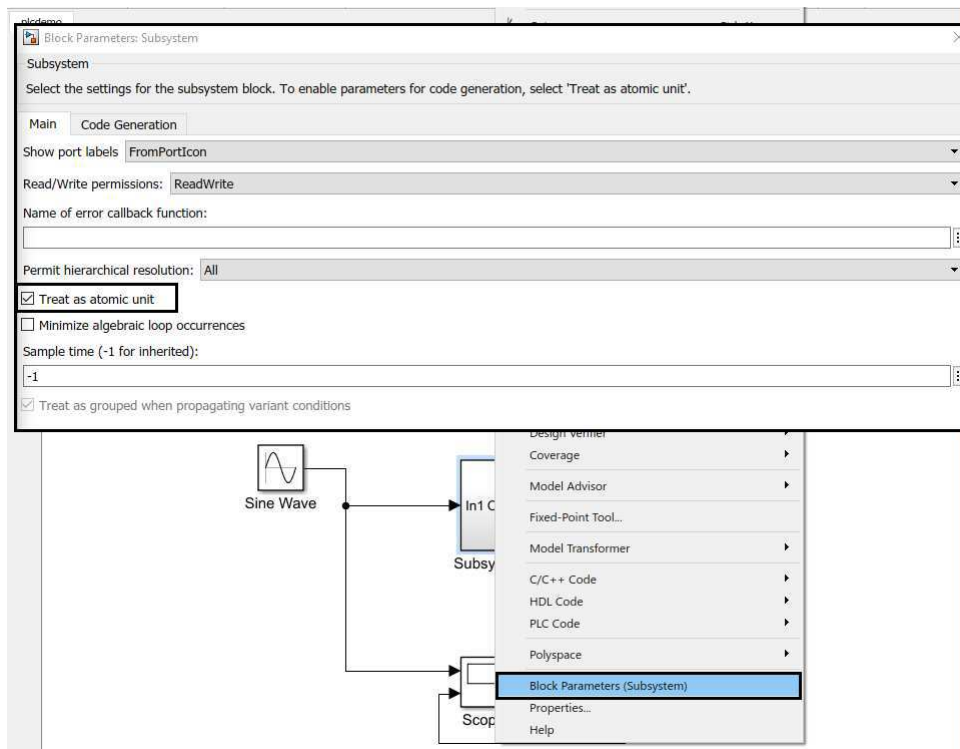 plcdemo
Block Parameters: Subsystem
Subsystem
Select the settings for the subsystem block. To enable parameters for code generation, select 'Treat as atomic unit'.
Main Code Generation
Show port labels FromPortIcon
Read/Write permissions: ReadWrite
Name of error callback function:
Permit hierarchical resolution: All
Treat as atomic unit
Minimize algebraic loop occurrences
Sample time (-1 for inherited):
-1
Treat as grouped when propagating variant conditions
Design Verifier
Coverage
Sine Wave
Model Advisor
In1
Fixed-Point Tool...
Model Transformer
Subsy
C/C++ Code
HDL Code
PLC Code
Polyspace
Block Parameters (Subsystem)
Properties...
Scop
Help